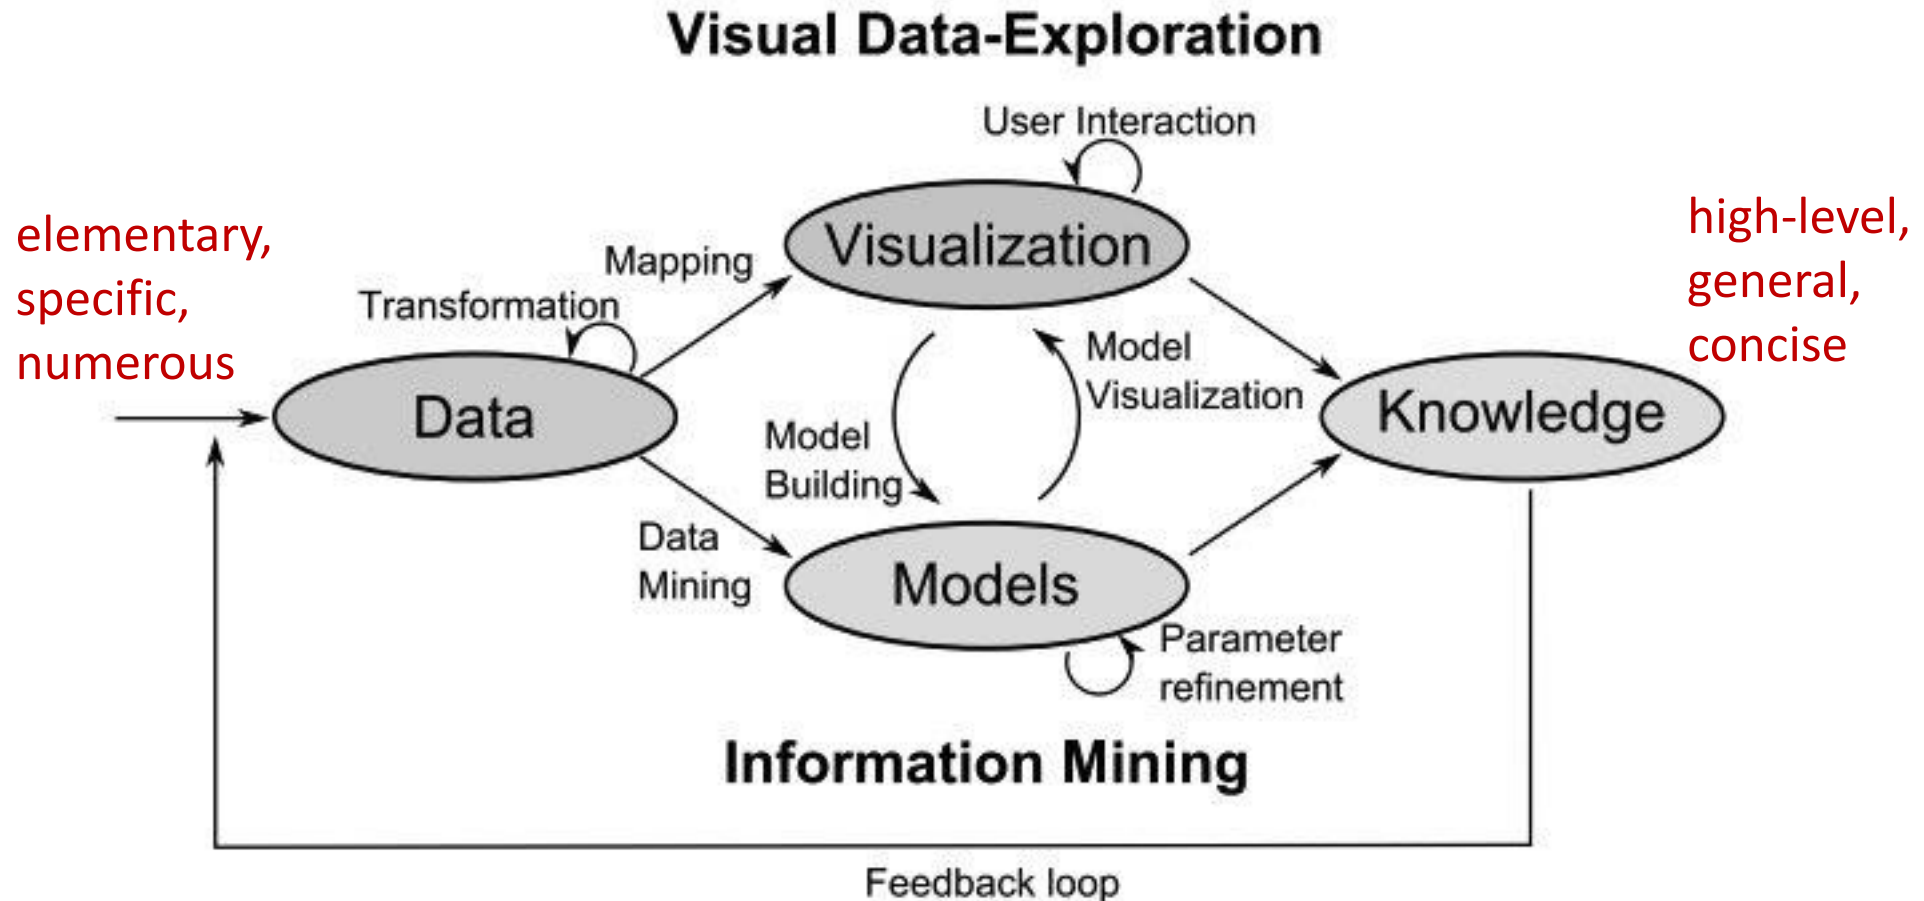 Visual Data-Exploration
User Interaction
elementary,
specific,
numerous
high-level,
general,
concise
Visualization
Mapping
Transformation
Data
Model
Visualization
Knowledge
Model
Building
Data
Mining
Models
Parameter
refinement
Information Mining
Feedback loop